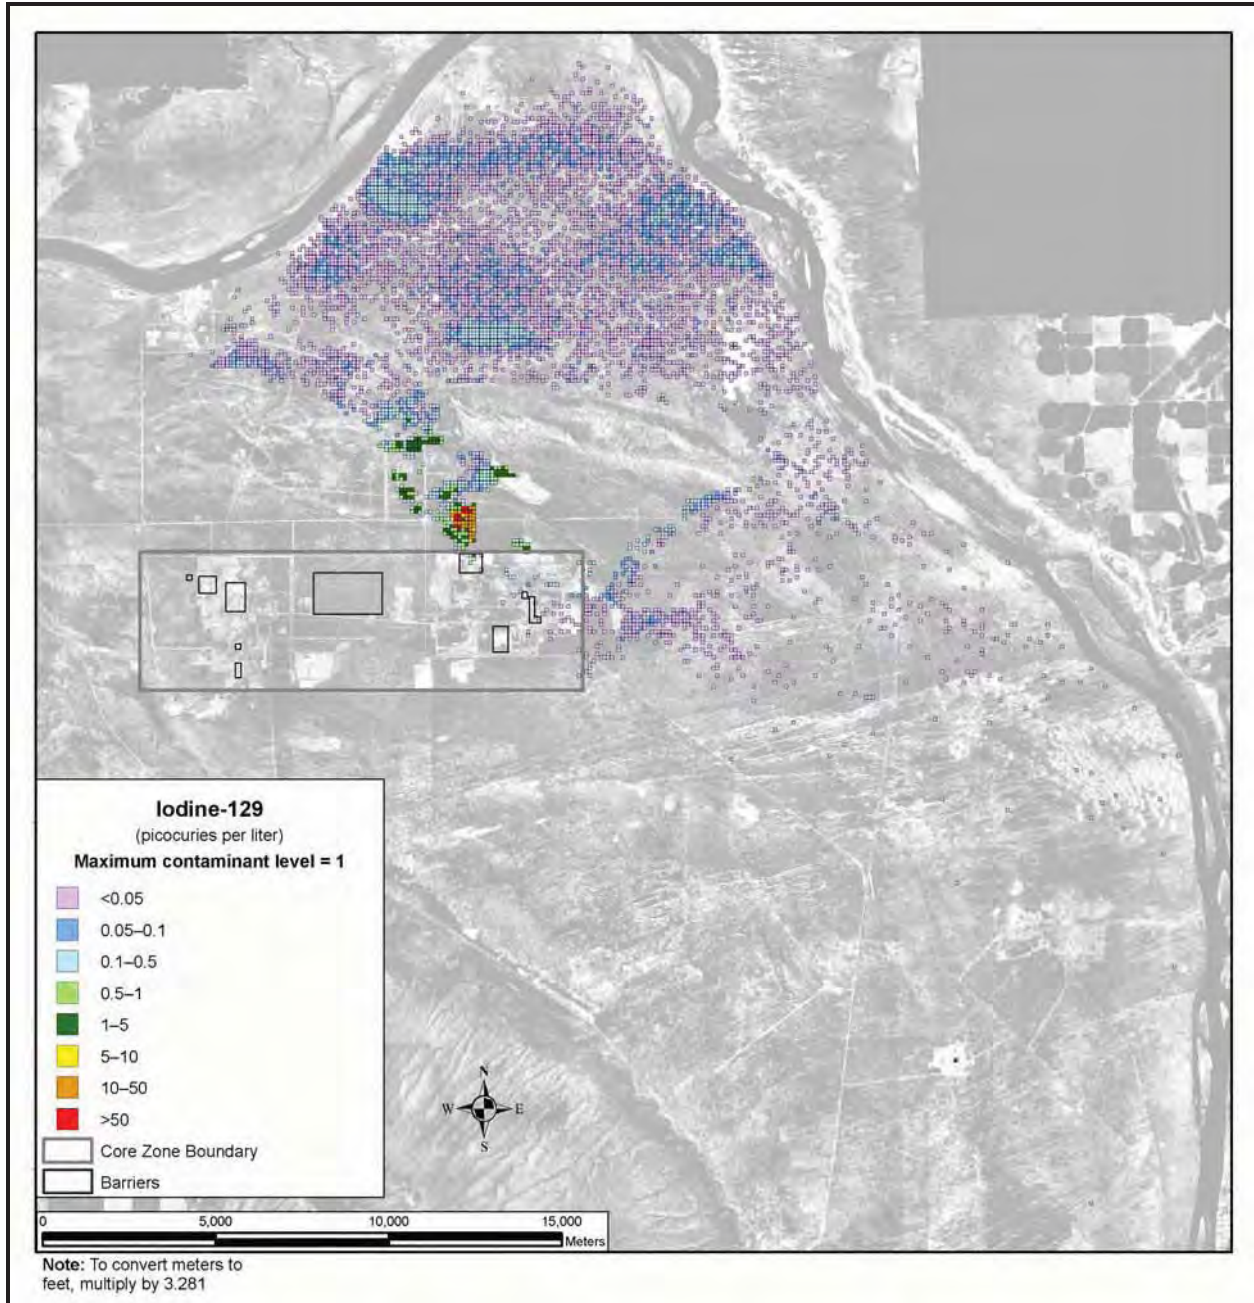 Iodine-129
(picocuries per liter)
Maximum contaminant level = 1
<0.05
0.05–0.1
0.1–0.5
0.5–1
1–5
5–10
10–50
>50
Core Zone Boundary
Barriers
N
W E
S
0 5,000 10,000 15,000
Meters
Note: To convert meters to
feet, multiply by 3.281